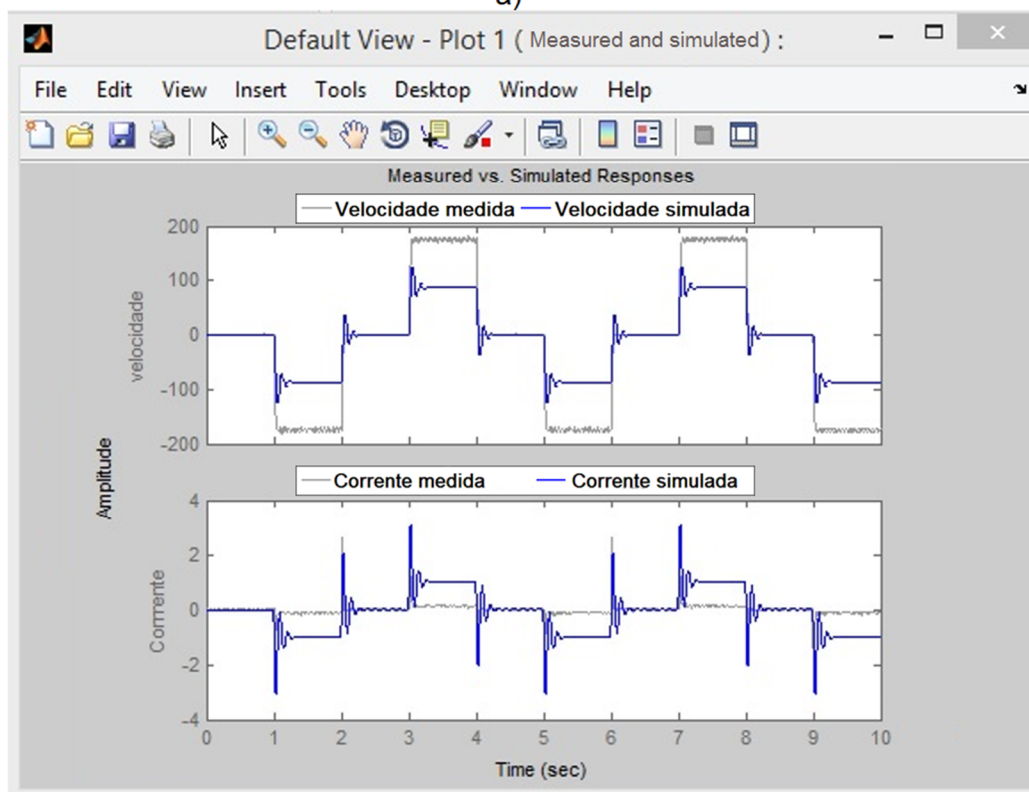 a)
Default View - Plot 1 ( Measured and simulated) :
File Edit View Insert Tools Desktop Window Help
Measured vs. Simulated Responses
Velocidade medida Velocidade simulada
200
100
0
-100
-200
velocidade
Amplitude
Corrente medida Corrente simulada
4
2
0
-2
-4
Corrente
0 1 2 3 4 5 6 7 8 9 10
Time (sec)